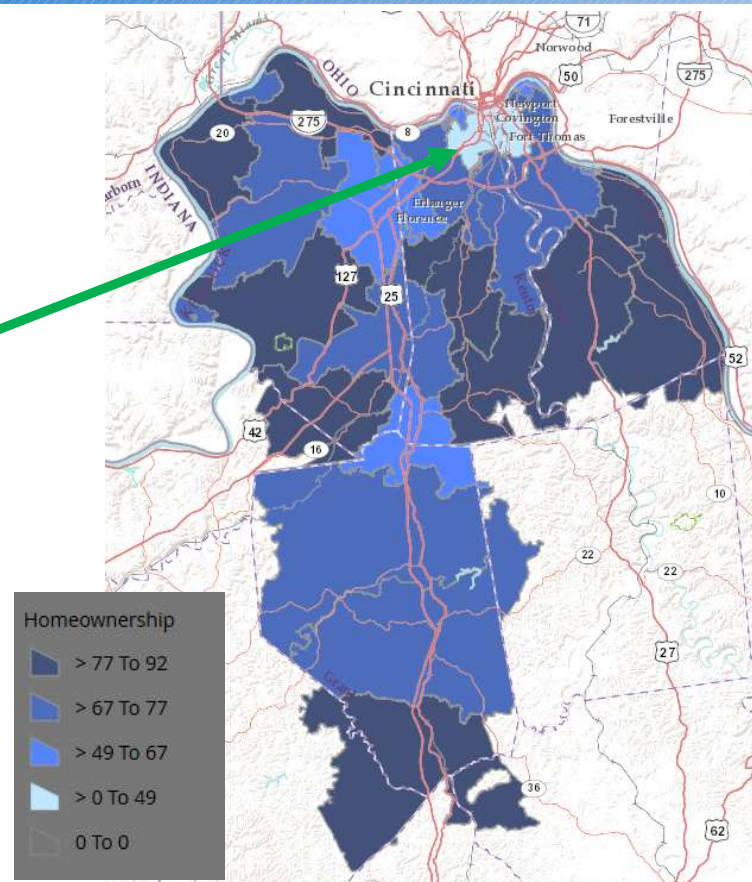 71
Norwood
OHIO
50
Cincinnati
275
275
Newport
Covington
Forestville
20
8
Fort Thomas
INDIANA
Erlanger
Florence
127
25
52
42
16
10
22
22
27
36
62
Homeownership
> 77 To 92
> 67 To 77
> 49 To 67
> 0 To 49
0 To 0